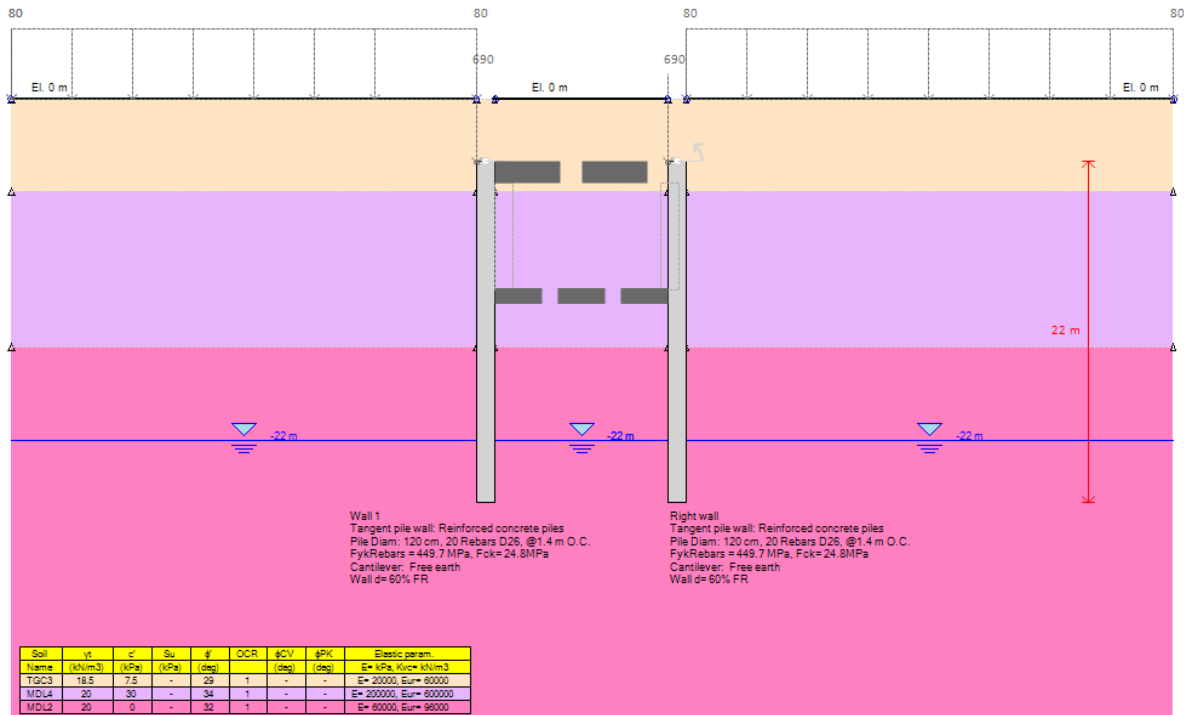 80 80 80 80
690 690
El. 0 m El. 0 m El. 0 m
22 m
-22 m -22 m -22 m
Wall 1
Tangent pile wall: Reinforced concrete piles
Pile Diam: 120 cm, 20 Rebars D26, @1.4 m O.C.
FykRebars = 449.7 MPa, Fck= 24.8MPa
Cantilever: Free earth
Wall d= 60% FR
Right wall
Tangent pile wall: Reinforced concrete piles
Pile Diam: 120 cm, 20 Rebars D26, @1.4 m O.C.
FykRebars = 449.7 MPa, Fck= 24.8MPa
Cantilever: Free earth
Wall d= 60% FR
Soil γt c' Su ϕ' OCR ϕCV ϕPK Elastic param.
Name (kN/m3) (kPa) (kPa) (deg) (deg) (deg) E= kPa, Kvc= kN/m3
TGC3 18.5 7.5 - 29 1 - - E= 20000, Eur= 60000
MDL4 20 30 - 34 1 - - E= 200000, Eur= 600000
MDL2 20 0 - 32 1 - - E= 60000, Eur= 96000